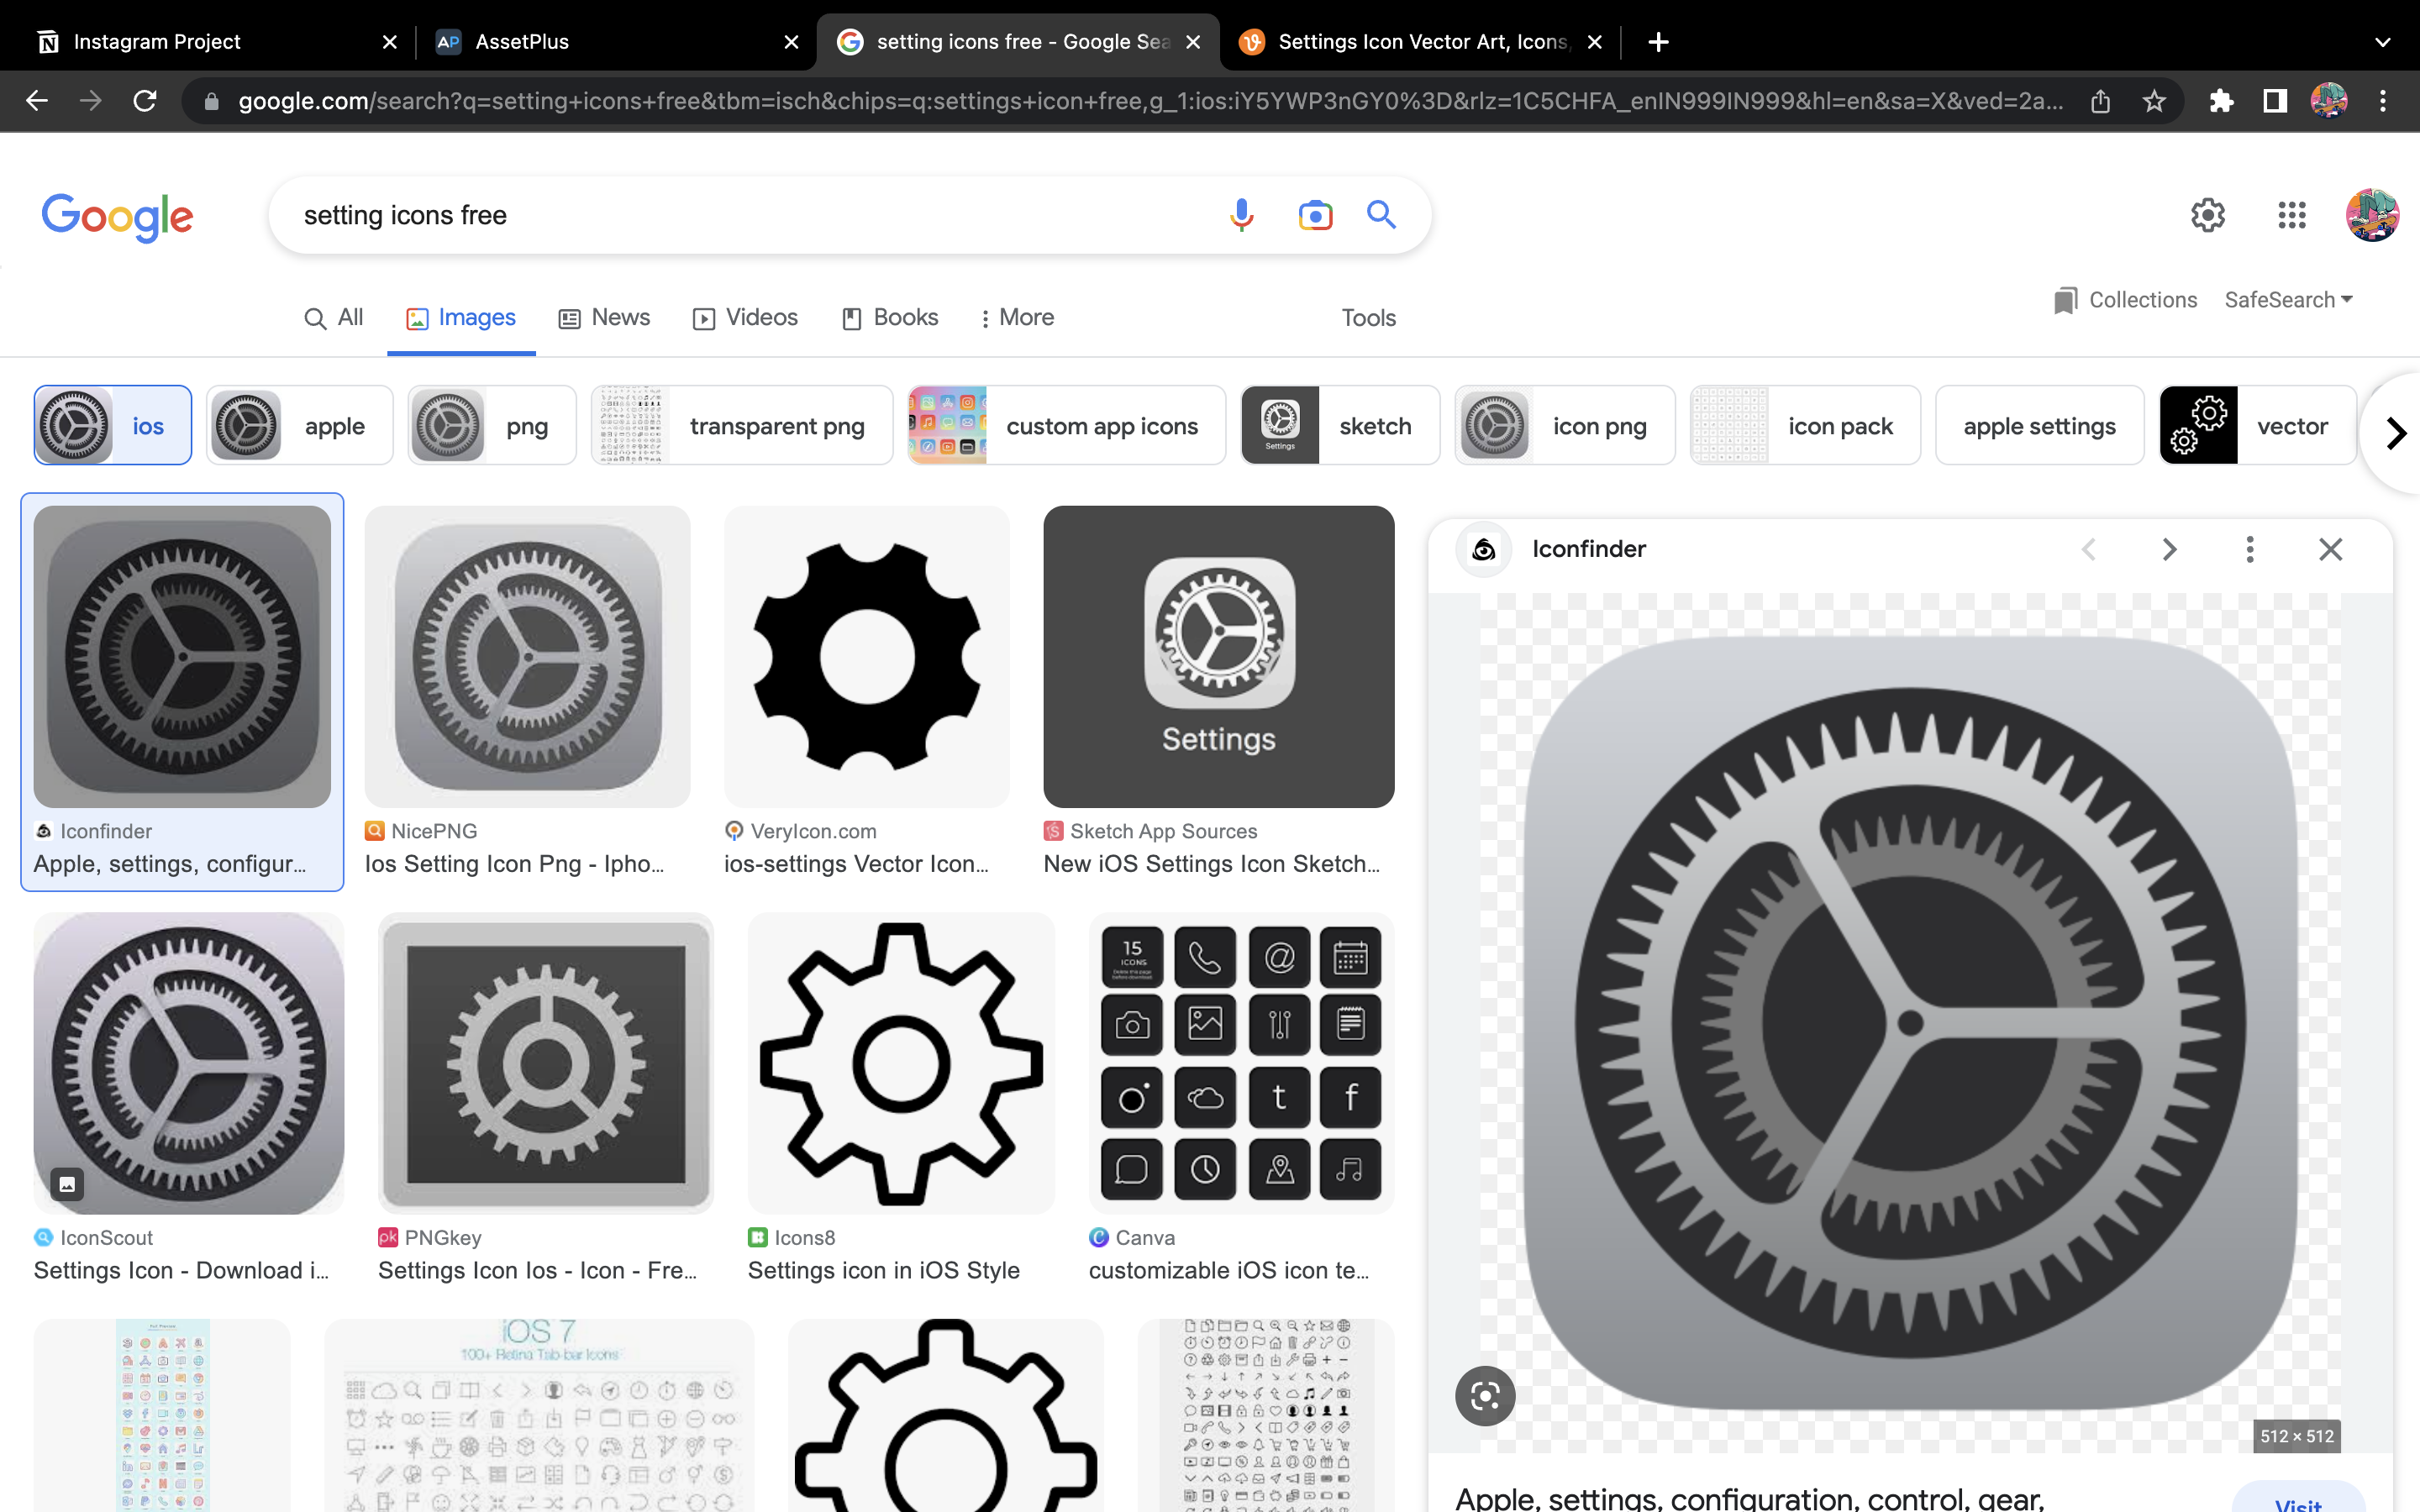 Instagram Project
AP AssetPlus
setting icons free - Google Sea
Settings Icon Vector Art, Icons,
google.com/search?q=setting+icons+free&tbm=isch&chips=q:settings+icon+free,g_1:ios:iY5YWP3nGY0%3D&rlz=1C5CHFA_enIN999IN999&hl=en&sa=X&ved=2a...
Google
setting icons free
All
Images
News
Videos
Books
More
Tools
Collections
SafeSearch
ios
apple
png
transparent png
custom app icons
Settings
sketch
icon png
icon pack
apple settings
vector
Settings
Iconfinder
Apple, settings, configur...
NicePNG
Ios Setting Icon Png - Ipho...
VeryIcon.com
ios-settings Vector Icon...
Sketch App Sources
New iOS Settings Icon Sketch...
15
ICONS
t
f
IconScout
Settings Icon - Download i...
pk PNGkey
Settings Icon Ios - Icon - Fre...
Icons8
Settings icon in iOS Style
Canva
customizable iOS icon te...
iOS 7
100+ Retina Tab-bar Icons
Iconfinder
512 × 512
Apple, settings, configuration, control, gear,
Visit